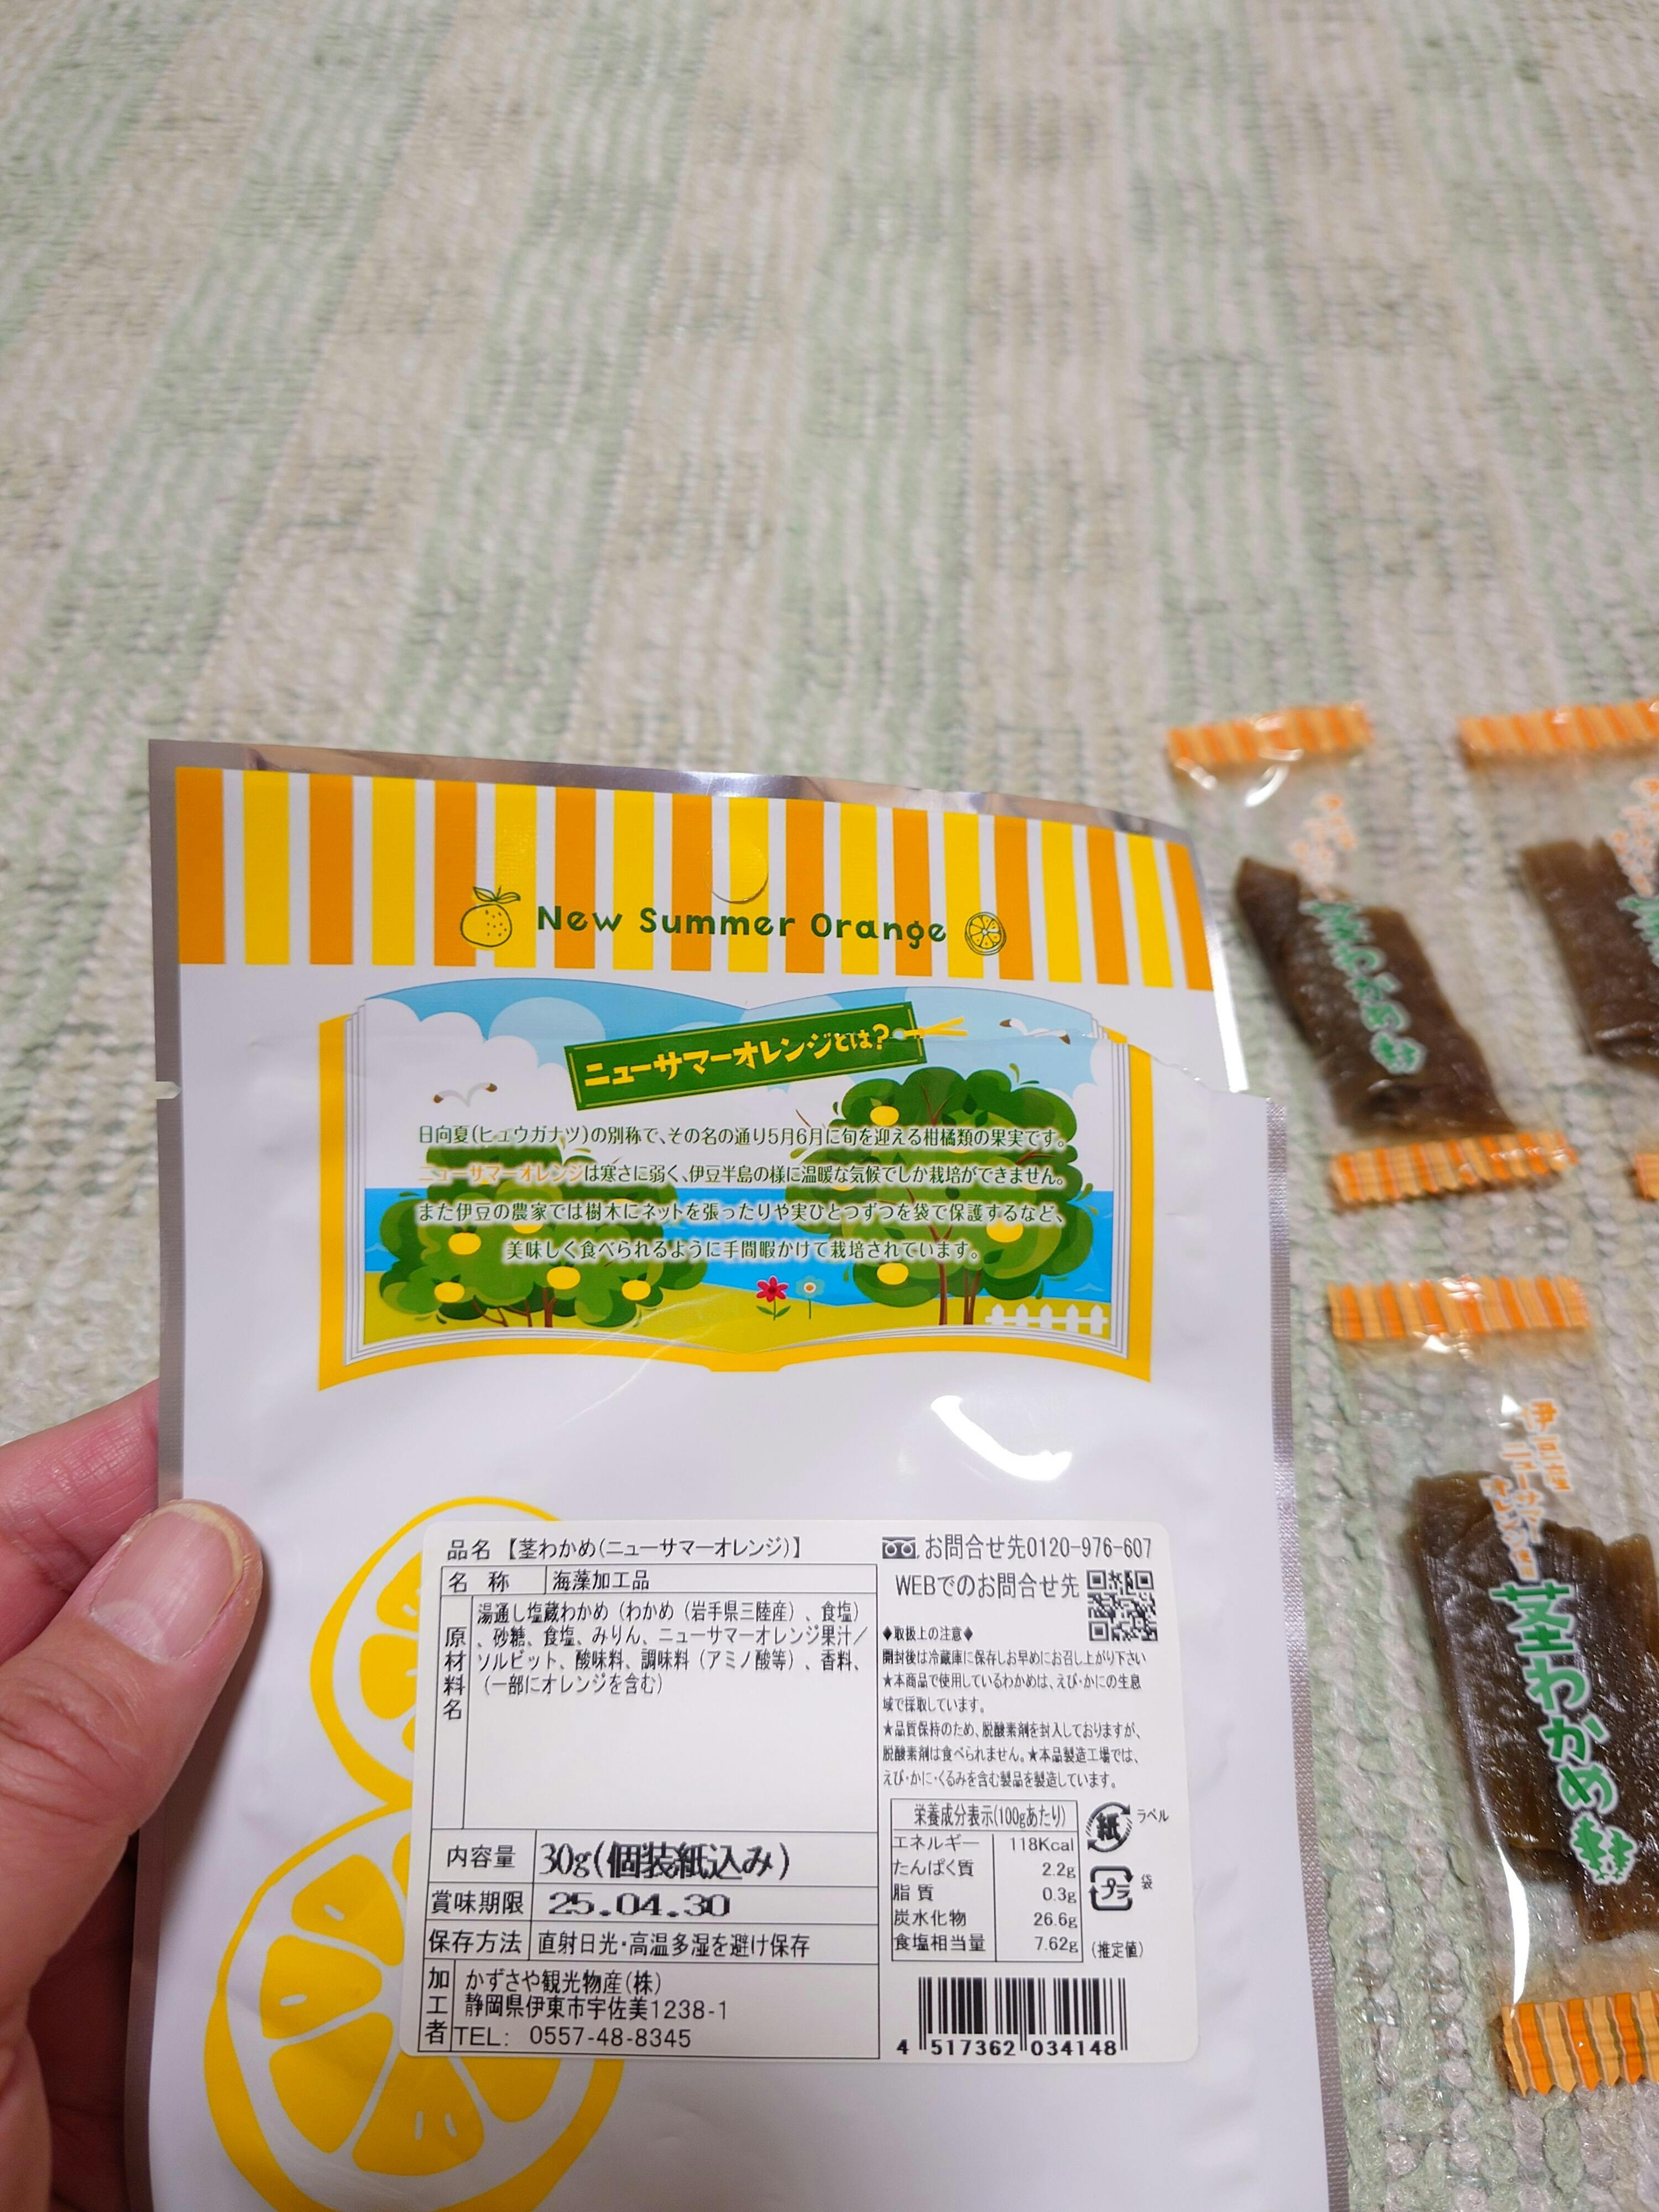 New Summer Orange
ニューサマーオレンジとは?
日向夏(ヒュウガナツ)の別称で、その名の通り5月6月に旬を迎える柑橘類の果実です。
ニューサマーオレンジは寒さに弱く、伊豆半島の様に温暖な気候でしか栽培ができません。
また伊豆の農家では樹木にネットを張ったりや実ひとつずつを袋で保護するなど、
美味しく食べられるように手間暇かけて栽培されています。
品名【茎わかめ(ニューサマーオレンジ)】
名称 海藻加工品
原材料名
湯通し塩蔵わかめ(わかめ(岩手県三陸産)、食塩)
、砂糖、食塩、みりん、ニューサマーオレンジ果汁/
ソルビット、酸味料、調味料(アミノ酸等)、香料、
(一部にオレンジを含む)
内容量 30g(個装紙込み)
賞味期限 25.04.30
保存方法 直射日光・高温多湿を避け保存
加工者
かずさや観光物産(株)
静岡県伊東市宇佐美1238-1
TEL: 0557-48-8345
お問合せ先0120-976-607
WEBでのお問合せ先
◆取扱上の注意◆
開封後は冷蔵庫に保存しお早めにお召し上がり下さい
★本商品で使用しているわかめは、えび・かにの生息
域で採取しています。
★品質保持のため、脱酸素剤を封入しておりますが、
脱酸素剤は食べられません。★本品製造工場では、
えび・かに・くるみを含む製品を製造しています。
栄養成分表示(100gあたり)
エネルギー 118Kcal
たんぱく質 2.2g
脂質 0.3g
炭水化物 26.6g
食塩相当量 7.62g
(推定値)
紙 ラベル
プラ 袋
4 517362 034148
茎わかめ
伊豆産
ニューサマー
オレンジ使用
茎わかめ